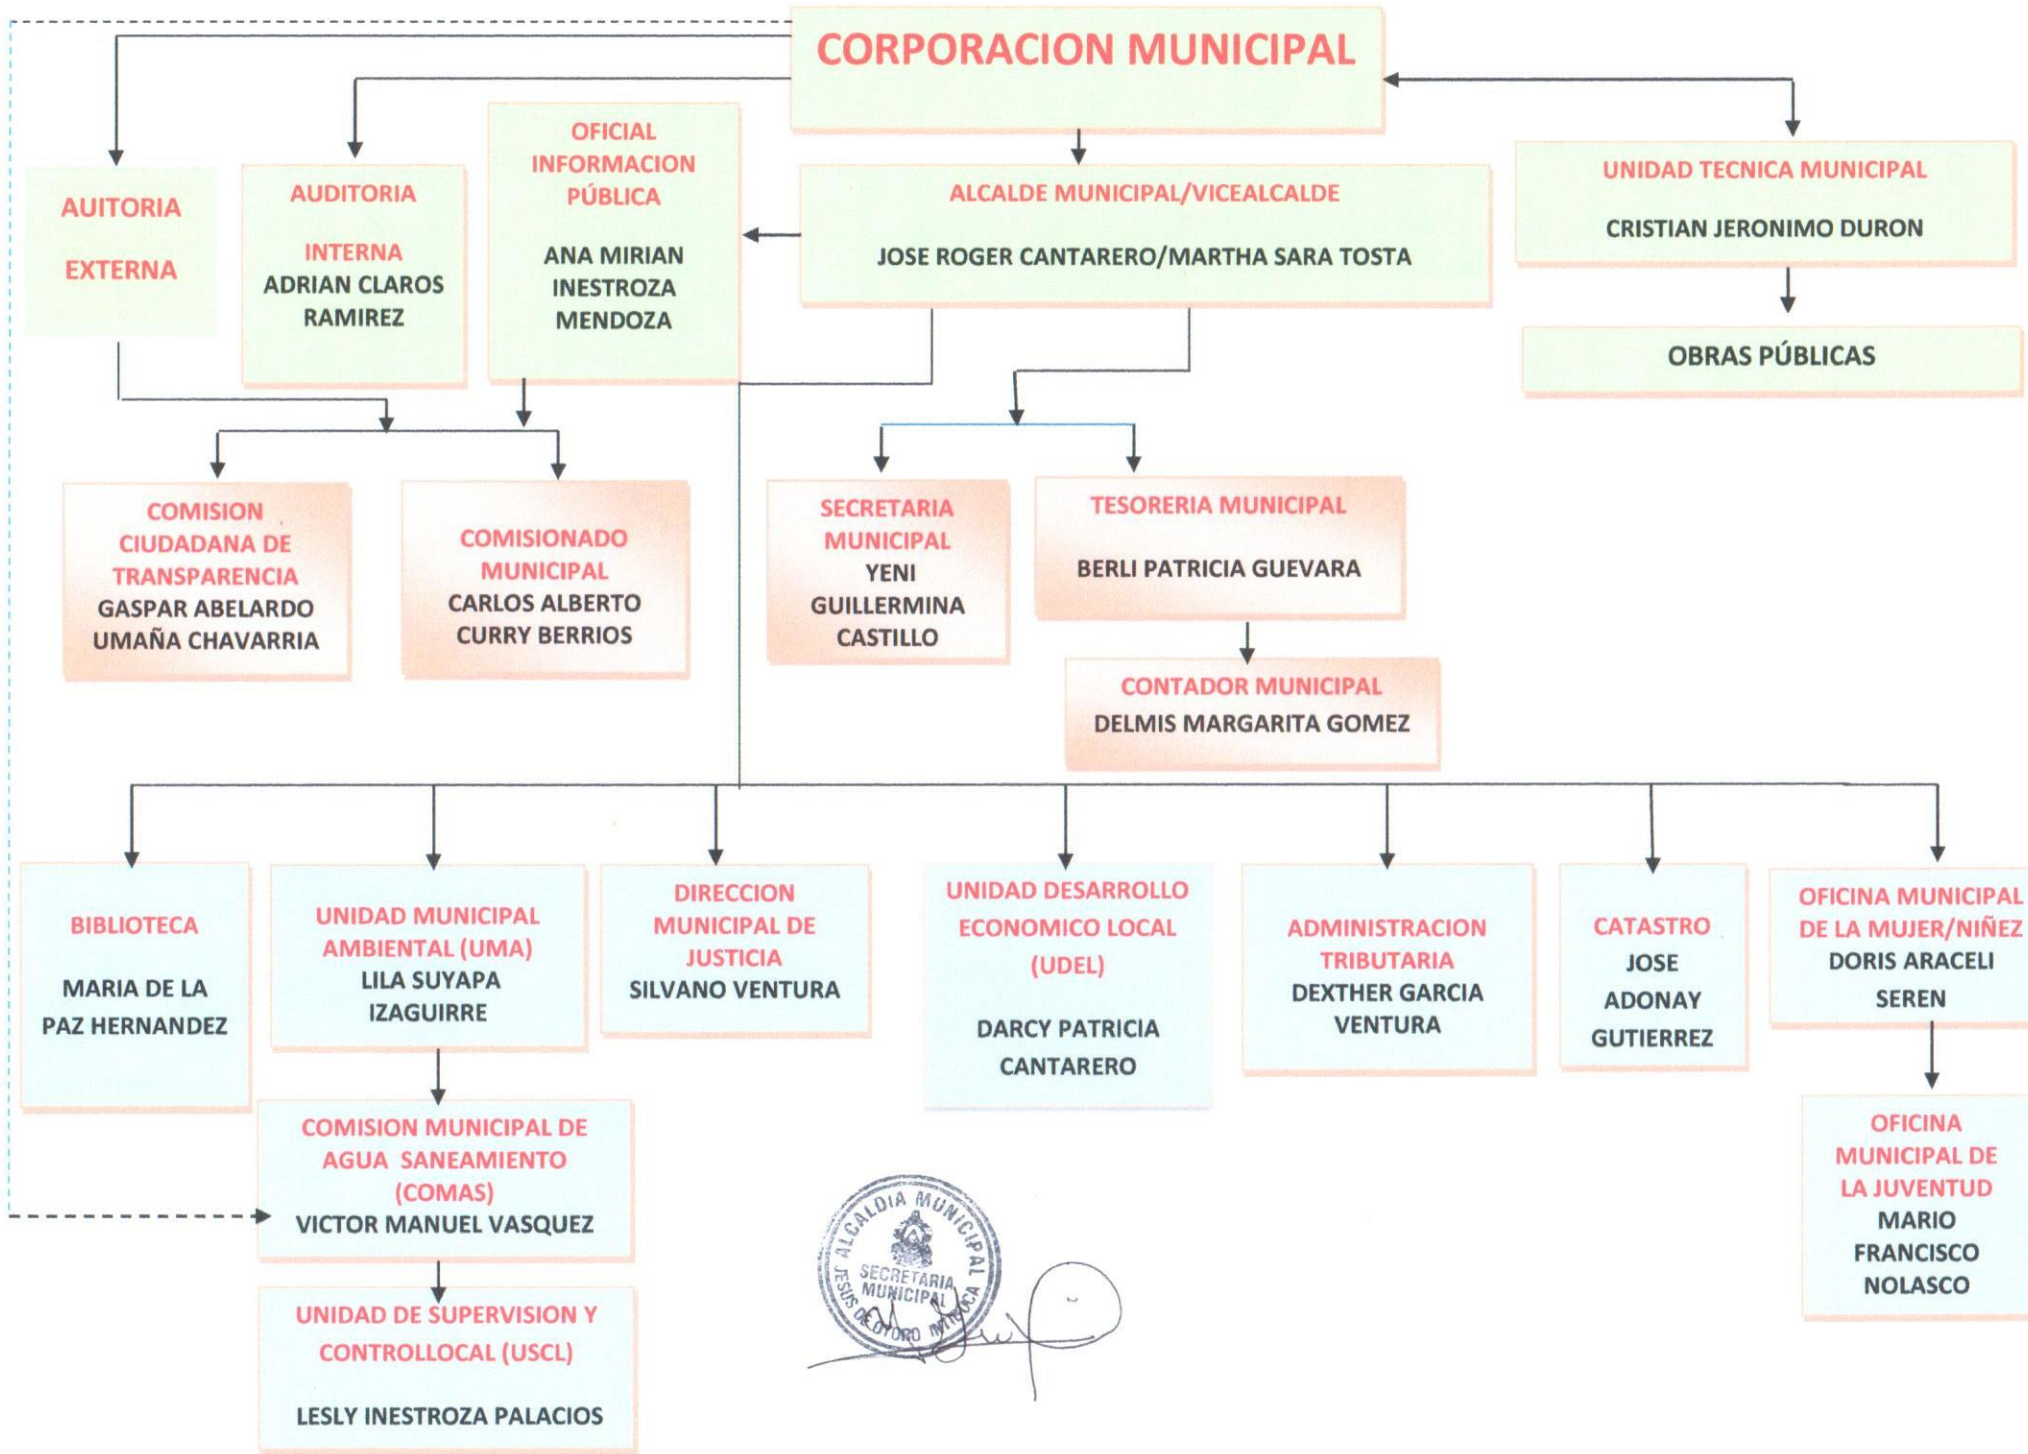 CORPORACION MUNICIPAL
AUITORIA
EXTERNA
AUDITORIA
INTERNA
ADRIAN CLAROS
RAMIREZ
OFICIAL
INFORMACION
PÚBLICA
ANA MIRIAN
INESTROZA
MENDOZA
ALCALDE MUNICIPAL/VICEALCALDE
JOSE ROGER CANTARERO/MARTHA SARA TOSTA
UNIDAD TECNICA MUNICIPAL
CRISTIAN JERONIMO DURON
OBRAS PÚBLICAS
COMISION
CIUDADANA DE
TRANSPARENCIA
GASPAR ABELARDO
UMAÑA CHAVARRIA
COMISIONADO
MUNICIPAL
CARLOS ALBERTO
CURRY BERRIOS
SECRETARIA
MUNICIPAL
YENI
GUILLERMINA
CASTILLO
TESORERIA MUNICIPAL
BERLI PATRICIA GUEVARA
CONTADOR MUNICIPAL
DELMIS MARGARITA GOMEZ
BIBLIOTECA
MARIA DE LA
PAZ HERNANDEZ
UNIDAD MUNICIPAL
AMBIENTAL (UMA)
LILA SUYAPA
IZAGUIRRE
DIRECCION
MUNICIPAL DE
JUSTICIA
SILVANO VENTURA
UNIDAD DESARROLLO
ECONOMICO LOCAL
(UDEL)
DARCY PATRICIA
CANTARERO
ADMINISTRACION
TRIBUTARIA
DEXTHER GARCIA
VENTURA
CATASTRO
JOSE
ADONAY
GUTIERREZ
OFICINA MUNICIPAL
DE LA MUJER/NIÑEZ
DORIS ARACELI
SEREN
COMISION MUNICIPAL DE
AGUA SANEAMIENTO
(COMAS)
VICTOR MANUEL VASQUEZ
OFICINA
MUNICIPAL DE
LA JUVENTUD
MARIO
FRANCISCO
NOLASCO
UNIDAD DE SUPERVISION Y
CONTROLLOCAL (USCL)
LESLY INESTROZA PALACIOS
ALCALDIA MUNICIPAL
SECRETARIA
MUNICIPAL
JESUS DE OTORO INTIBUCA